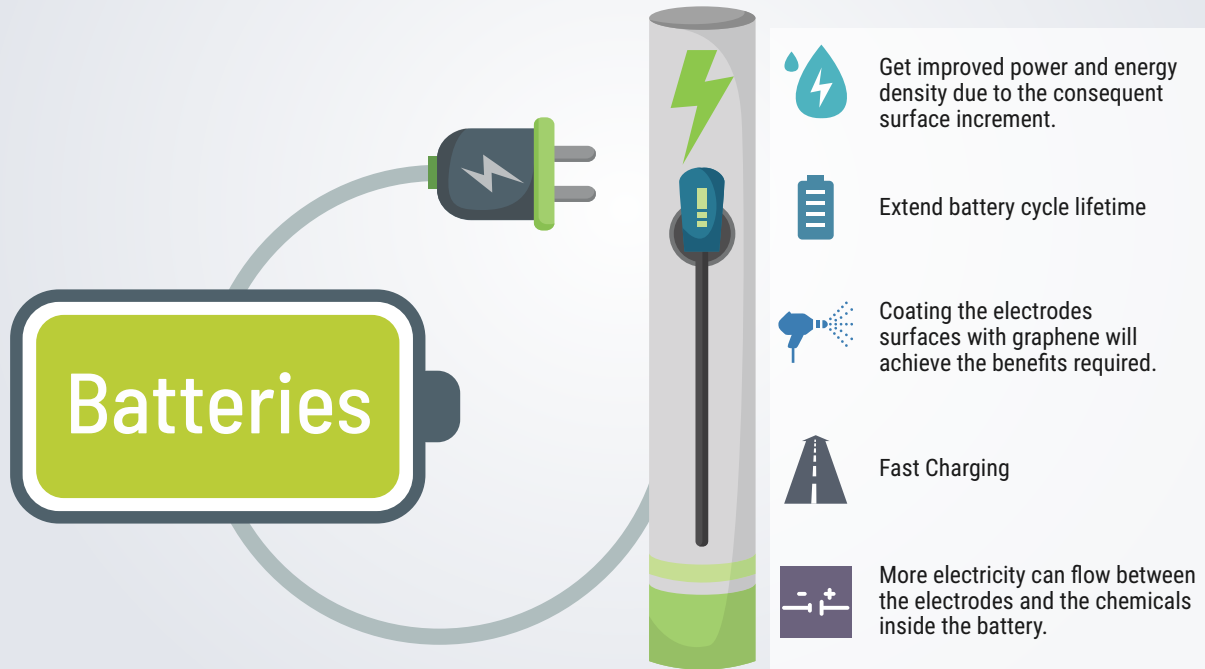 Batteries
Get improved power and energy
density due to the consequent
surface increment.
Extend battery cycle lifetime
Coating the electrodes
surfaces with graphene will
achieve the benefits required.
Fast Charging
More electricity can flow between
the electrodes and the chemicals
inside the battery.